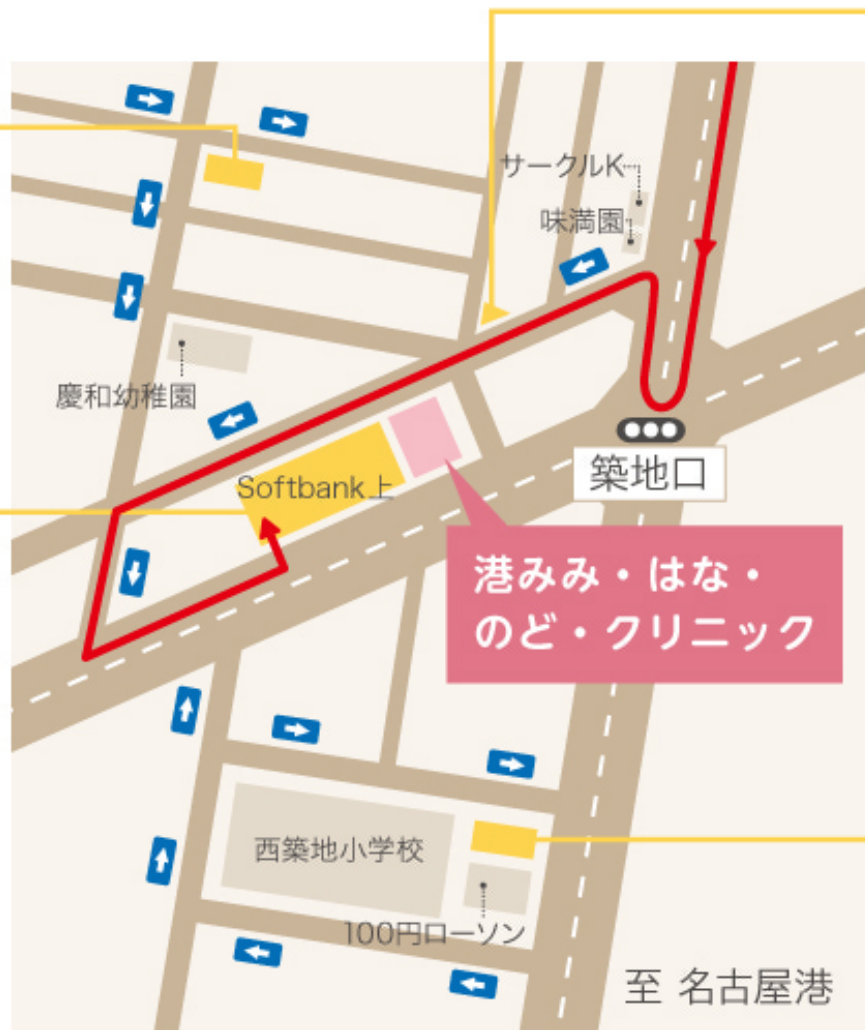 サークルK
味満園
慶和幼稚園
Softbank上
築地口
港みみ・はな・
のど・クリニック
西築地小学校
100円ローソン
至 名古屋港